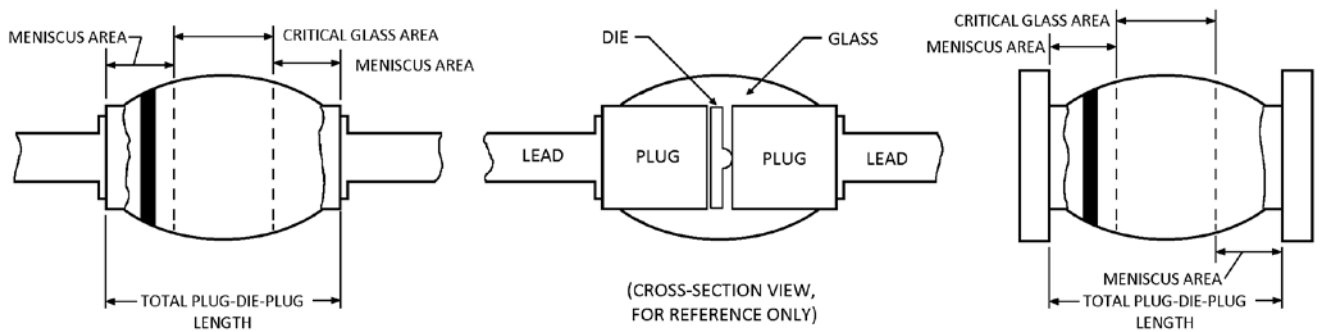 MENISCUS AREA
CRITICAL GLASS AREA
MENISCUS AREA
TOTAL PLUG-DIE-PLUG
LENGTH
DIE
GLASS
LEAD
PLUG
PLUG
LEAD
(CROSS-SECTION VIEW,
FOR REFERENCE ONLY)
CRITICAL GLASS AREA
MENISCUS AREA
MENISCUS AREA
TOTAL PLUG-DIE-PLUG
LENGTH